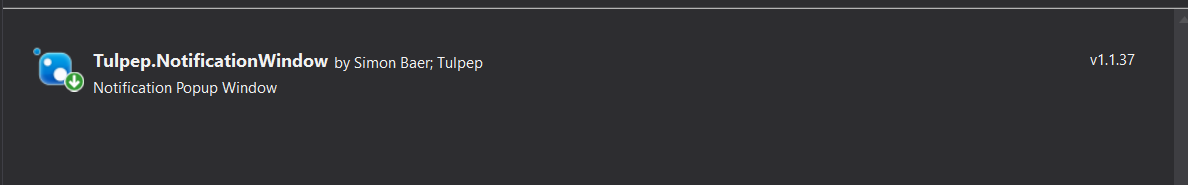 Tulpep.NotificationWindow by Simon Baer; Tulpep v1.1.37
Notification Popup Window